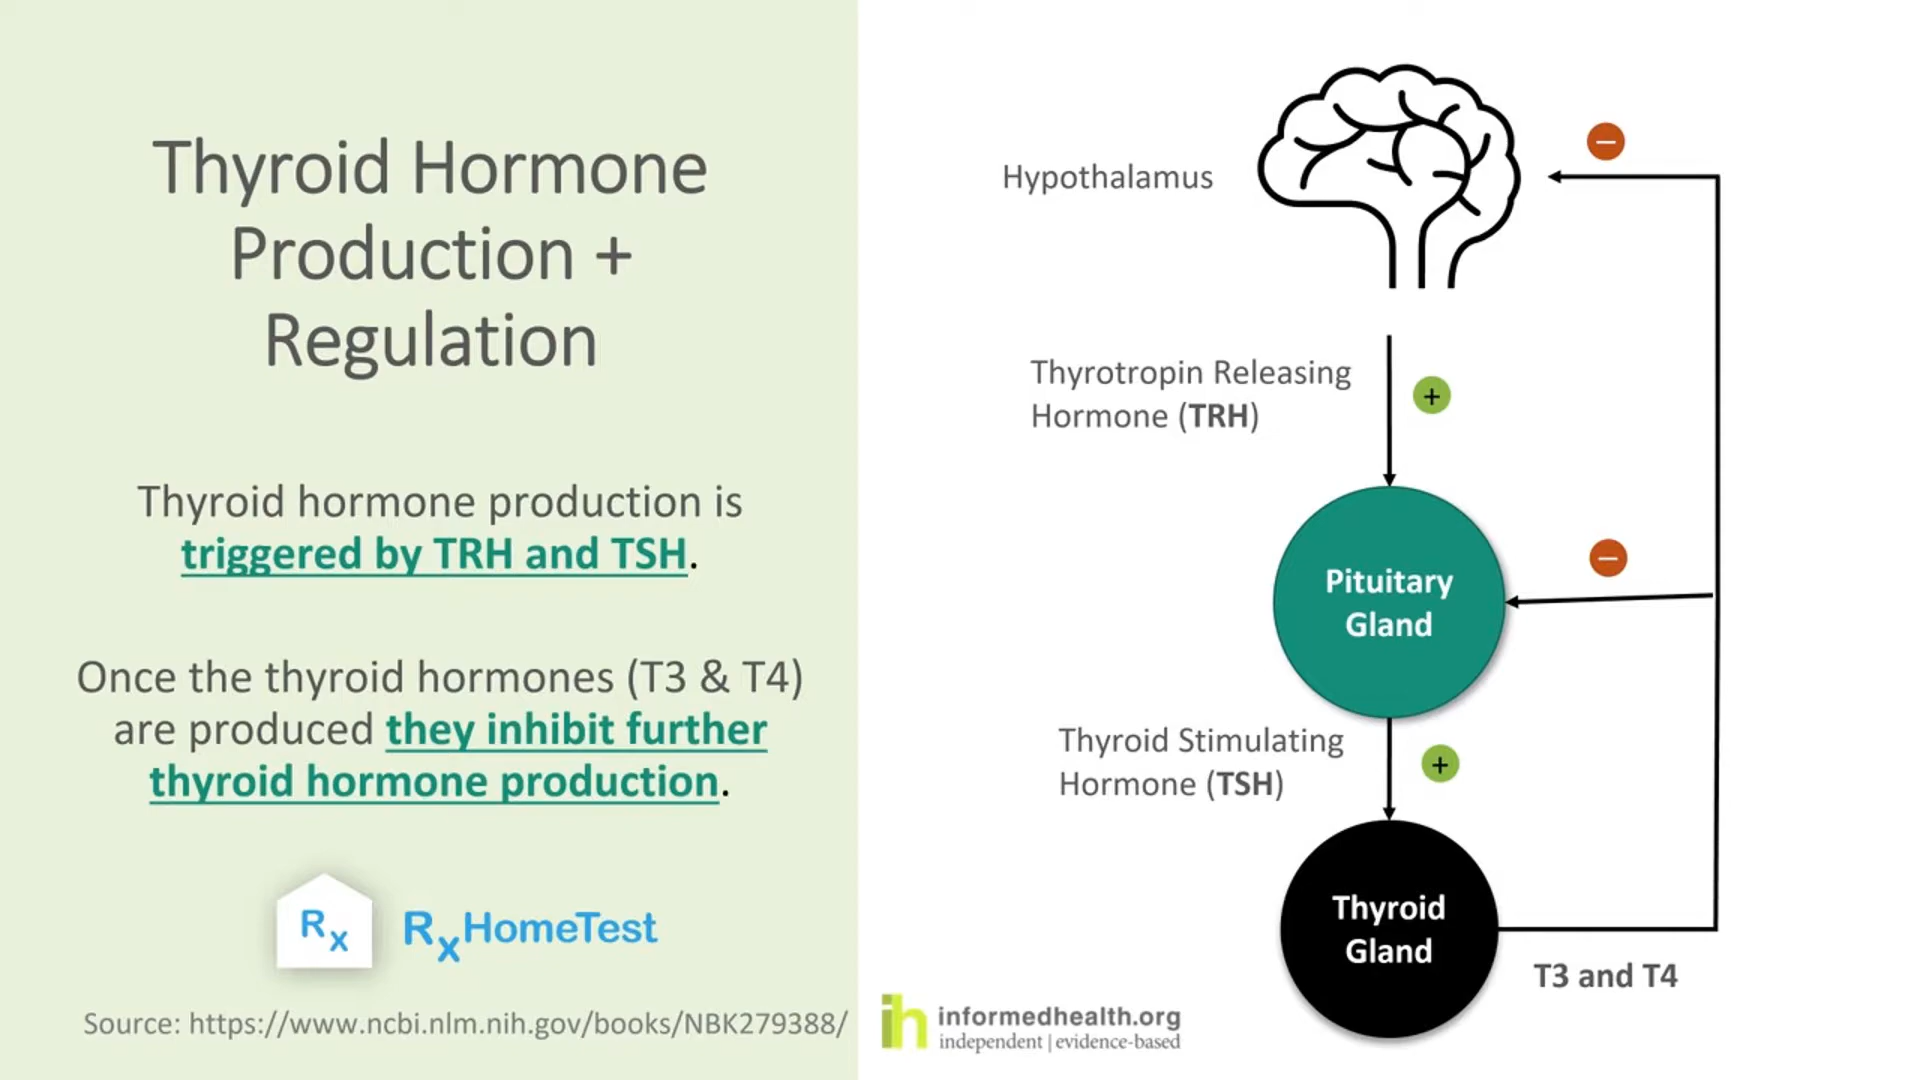 Thyroid Hormone
Production +
Regulation
Thyroid hormone production is
triggered by TRH and TSH.
Once the thyroid hormones (T3 & T4)
are produced they inhibit further
thyroid hormone production.
Rx
RxHomeTest
Source: https://www.ncbi.nlm.nih.gov/books/NBK279388/
Hypothalamus
−
Thyrotropin Releasing
Hormone (TRH)
+
Pituitary
Gland
−
Thyroid Stimulating
Hormone (TSH)
+
Thyroid
Gland
T3 and T4
ih
informedhealth.org
independent | evidence-based